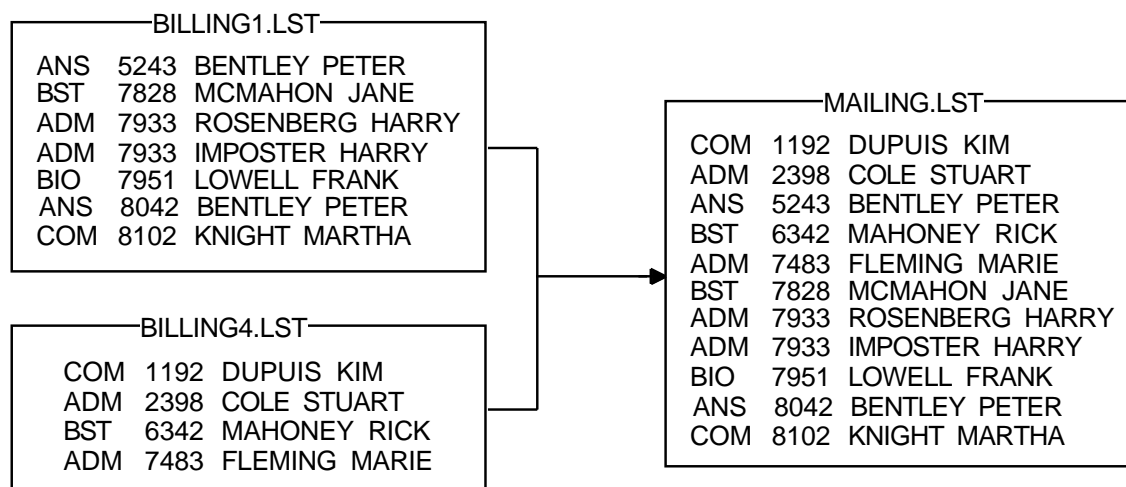 BILLING1.LST
ANS 5243 BENTLEY PETER
BST 7828 MCMAHON JANE
ADM 7933 ROSENBERG HARRY
ADM 7933 IMPOSTER HARRY
BIO 7951 LOWELL FRANK
ANS 8042 BENTLEY PETER
COM 8102 KNIGHT MARTHA
BILLING4.LST
COM 1192 DUPUIS KIM
ADM 2398 COLE STUART
BST 6342 MAHONEY RICK
ADM 7483 FLEMING MARIE
MAILING.LST
COM 1192 DUPUIS KIM
ADM 2398 COLE STUART
ANS 5243 BENTLEY PETER
BST 6342 MAHONEY RICK
ADM 7483 FLEMING MARIE
BST 7828 MCMAHON JANE
ADM 7933 ROSENBERG HARRY
ADM 7933 IMPOSTER HARRY
BIO 7951 LOWELL FRANK
ANS 8042 BENTLEY PETER
COM 8102 KNIGHT MARTHA